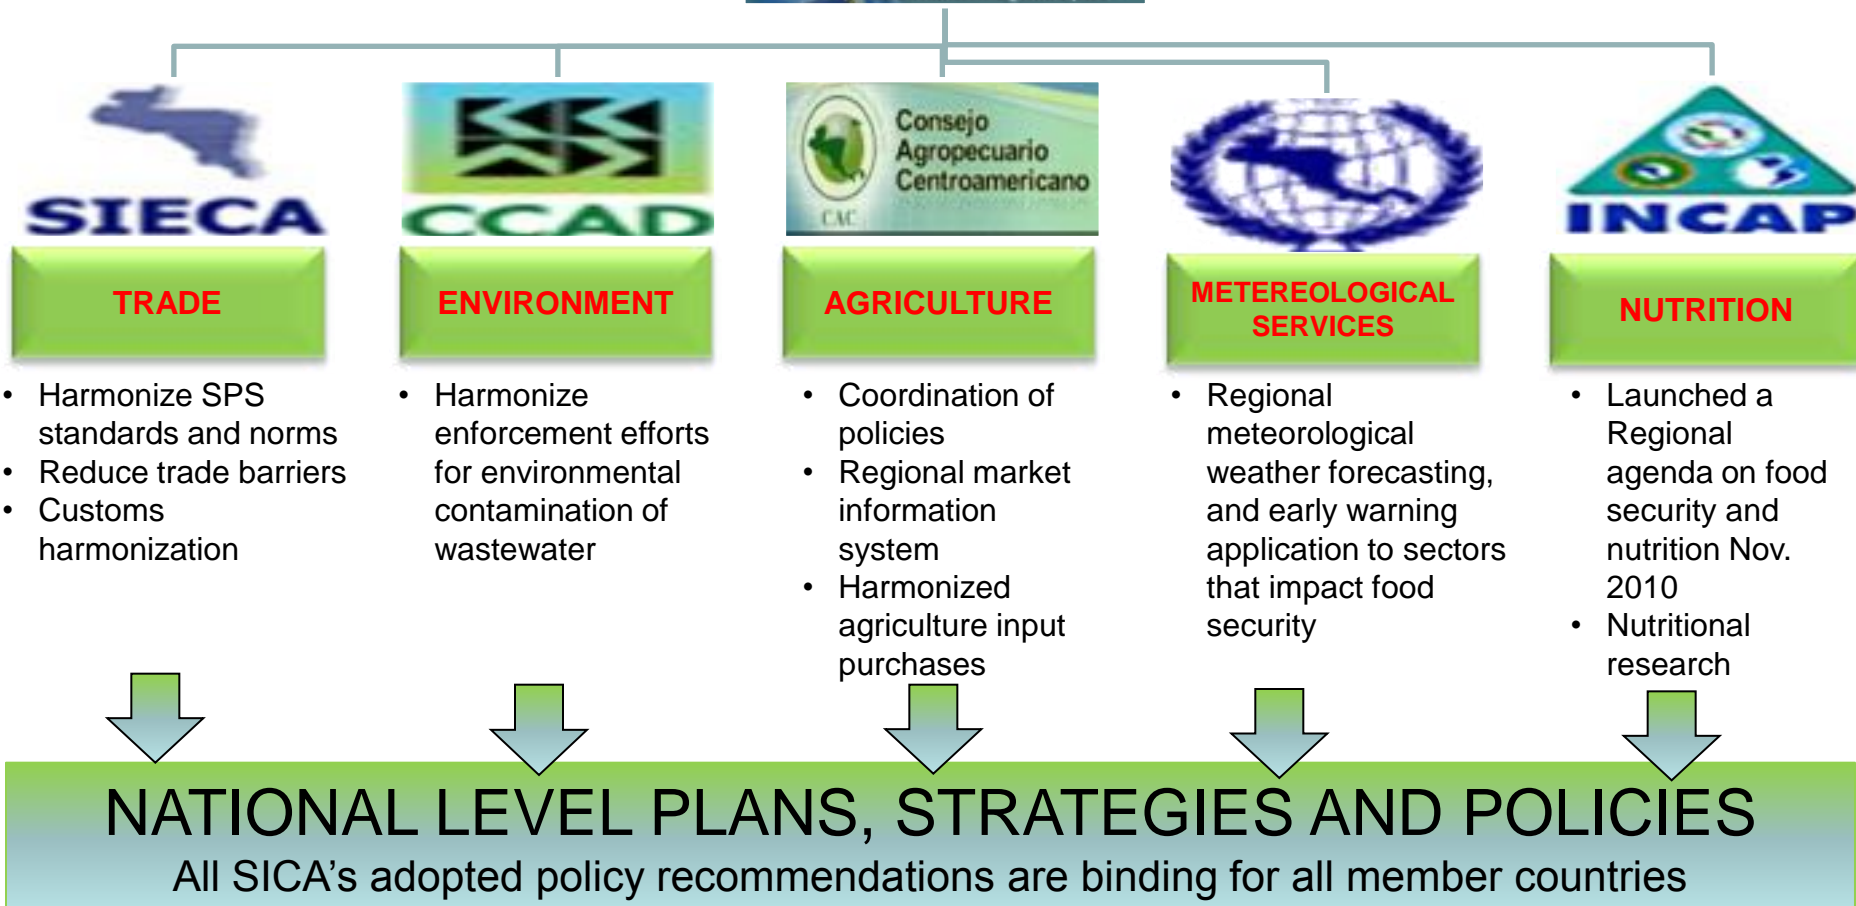 SIECA
CCAD
Consejo
Agropecuario
Centroamericano
CAC
INCAP
TRADE
ENVIRONMENT
AGRICULTURE
METEREOLOGICAL
SERVICES
NUTRITION
• Harmonize SPS
standards and norms
• Reduce trade barriers
• Customs
harmonization
• Harmonize
enforcement efforts
for environmental
contamination of
wastewater
• Coordination of
policies
• Regional market
information
system
• Harmonized
agriculture input
purchases
• Regional
meteorological
weather forecasting,
and early warning
application to sectors
that impact food
security
• Launched a
Regional
agenda on food
security and
nutrition Nov.
2010
• Nutritional
research
NATIONAL LEVEL PLANS, STRATEGIES AND POLICIES
All SICA’s adopted policy recommendations are binding for all member countries